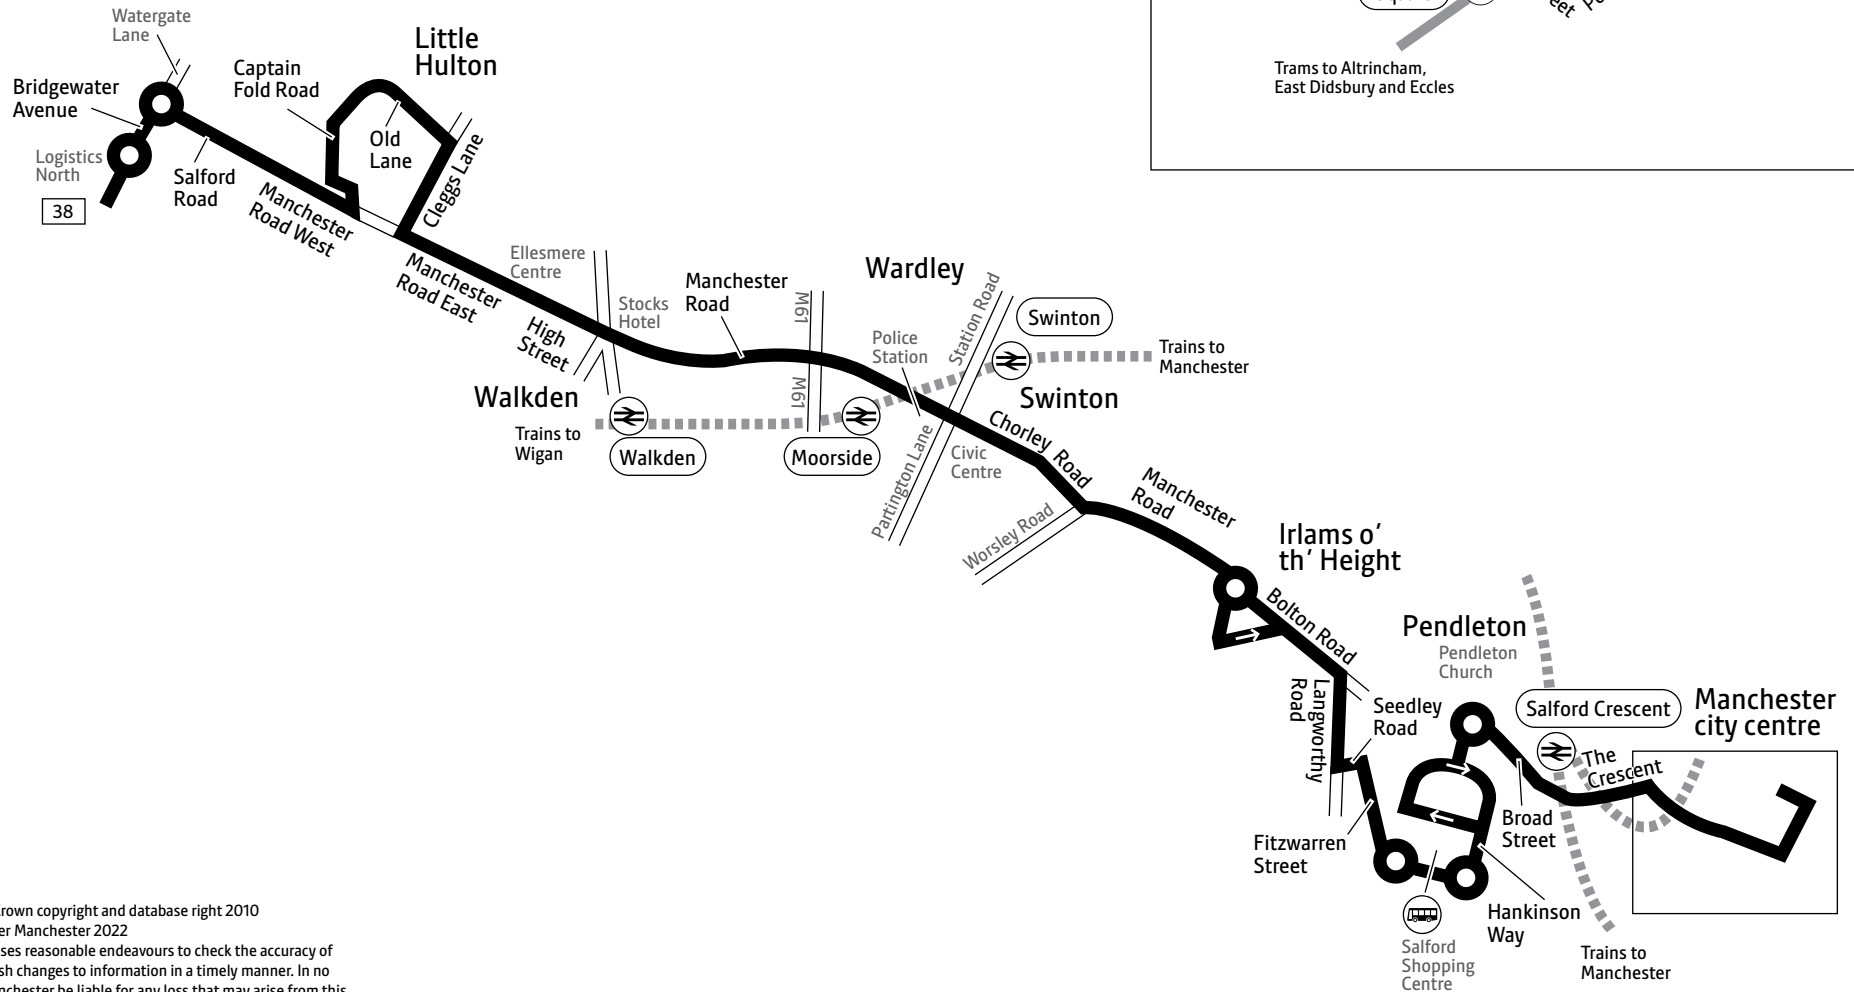 Watergate
Lane
Bridgewater
Avenue
Logistics
North
38
Salford
Road
Captain
Fold Road
Little
Hulton
Old
Lane
Cleggs Lane
Manchester
Road West
Manchester
Road East
Ellesmere
Centre
High
Street
Stocks
Hotel
Manchester
Road
M61
M61
Walkden
Trains to
Wigan
Walkden
Moorside
Wardley
Police
Station
Station Road
Swinton
Trains to
Manchester
Swinton
Chorley Road
Partington Lane
Civic
Centre
Worsley Road
Manchester
Road
Irlams o'
th' Height
Bolton Road
Langworthy
Road
Seedley
Road
Pendleton
Pendleton
Church
Salford Crescent
Manchester
city centre
The
Crescent
Broad
Street
Fitzwarren
Street
Hankinson
Way
Salford
Shopping
Centre
Trains to
Manchester
Trams to Altrincham,
East Didsbury and Eccles
rown copyright and database right 2010
er Manchester 2022
ses reasonable endeavours to check the accuracy of
sh changes to information in a timely manner. In no
nchester be liable for any loss that may arise from this